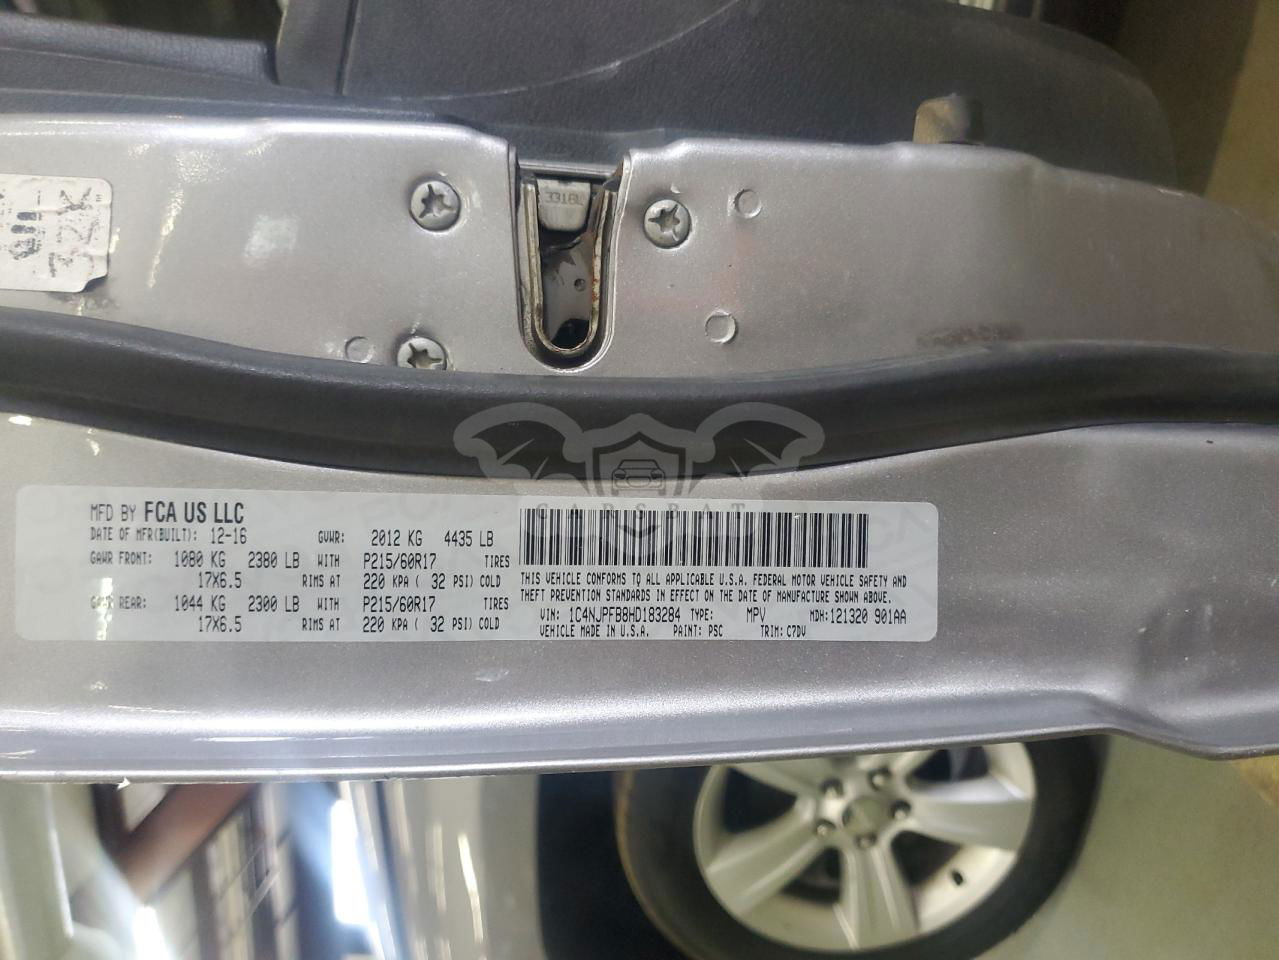 3318
MFD BY FCA US LLC
DATE OF MFR(BUILT): 12-16 GVWR: 2012 KG 4435 LB
GAWR FRONT: 1080 KG 2380 LB WITH P215/60R17 TIRES
17X6.5 RIMS AT 220 KPA ( 32 PSI) COLD
GAWR REAR: 1044 KG 2300 LB WITH P215/60R17 TIRES
17X6.5 RIMS AT 220 KPA ( 32 PSI) COLD
CARSBAT
THIS VEHICLE CONFORMS TO ALL APPLICABLE U.S.A. FEDERAL MOTOR VEHICLE SAFETY AND
THEFT PREVENTION STANDARDS IN EFFECT ON THE DATE OF MANUFACTURE SHOWN ABOVE.
VIN: 1C4NJPFB8HD183284 TYPE: MPV MDH:121320 901AA
VEHICLE MADE IN U.S.A. PAINT: PSC TRIM: C7DV